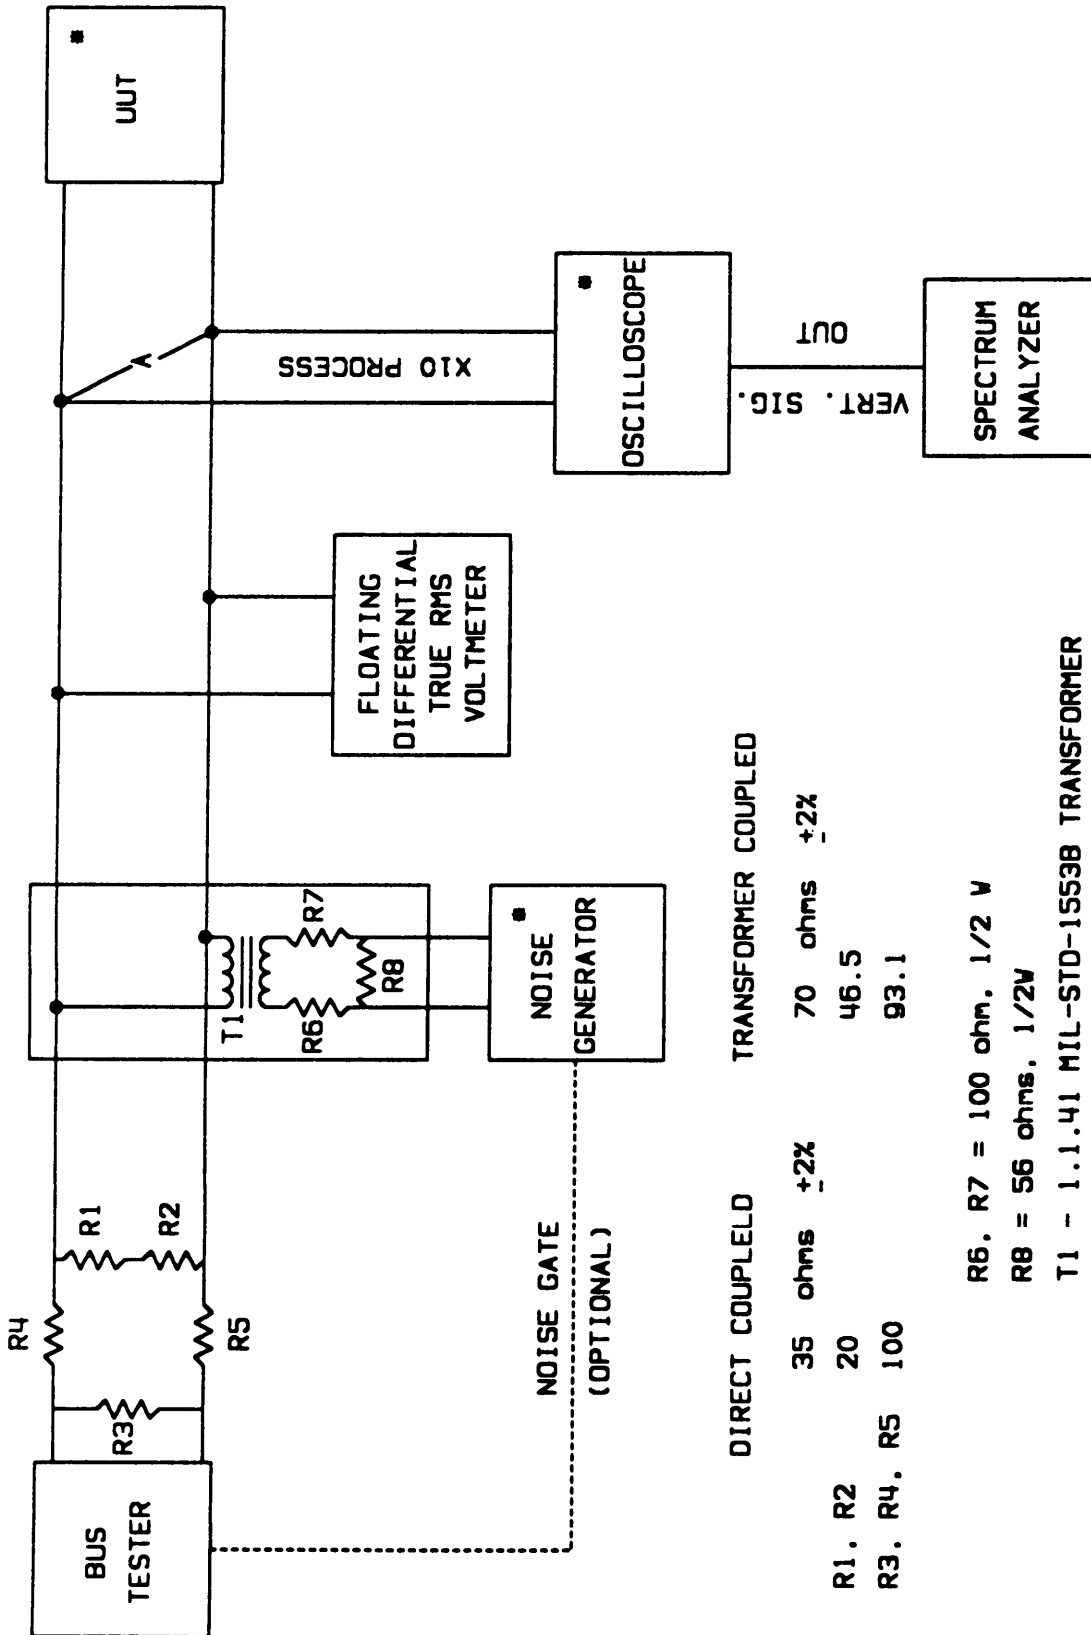 BUS
TESTER
R3
R4
R5
R1
R2
T1
R6
R7
R8
*
NOISE
GENERATOR
NOISE GATE
(OPTIONAL)
FLOATING
DIFFERENTIAL
TRUE RMS
VOLTMETER
X10 PROCESS
*
UUT
*
OSCILLOSCOPE
VERT. SIG.
OUT
SPECTRUM
ANALYZER
DIRECT COUPLELD TRANSFORMER COUPLED
35 ohms ±2% 70 ohms ±2%
R1, R2 20 46.5
R3, R4, R5 100 93.1
R6, R7 = 100 ohm, 1/2 W
R8 = 56 ohms, 1/2W
T1 - 1.1.41 MIL-STD-1553B TRANSFORMER